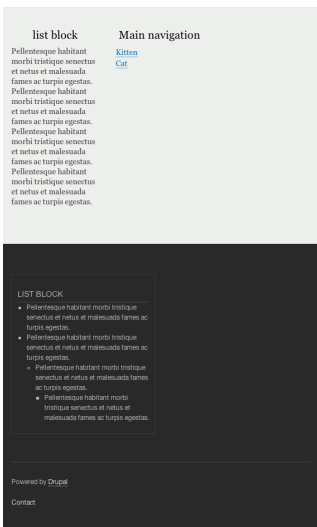 list block
Pellentesque habitant
morbi tristique senectus
et netus et malesuada
fames ac turpis egestas.
Pellentesque habitant
morbi tristique senectus
et netus et malesuada
fames ac turpis egestas.
Pellentesque habitant
morbi tristique senectus
et netus et malesuada
fames ac turpis egestas.
Pellentesque habitant
morbi tristique senectus
et netus et malesuada
fames ac turpis egestas.
Main navigation
Kitten
Cat
LIST BLOCK
Pellentesque habitant morbi tristique
senectus et netus et malesuada fames ac
turpis egestas.
Pellentesque habitant morbi tristique
senectus et netus et malesuada fames ac
turpis egestas.
Pellentesque habitant morbi tristique
senectus et netus et malesuada fames
ac turpis egestas.
Pellentesque habitant morbi
tristique senectus et netus et
malesuada fames ac turpis egestas.
Powered by Drupal
Contact